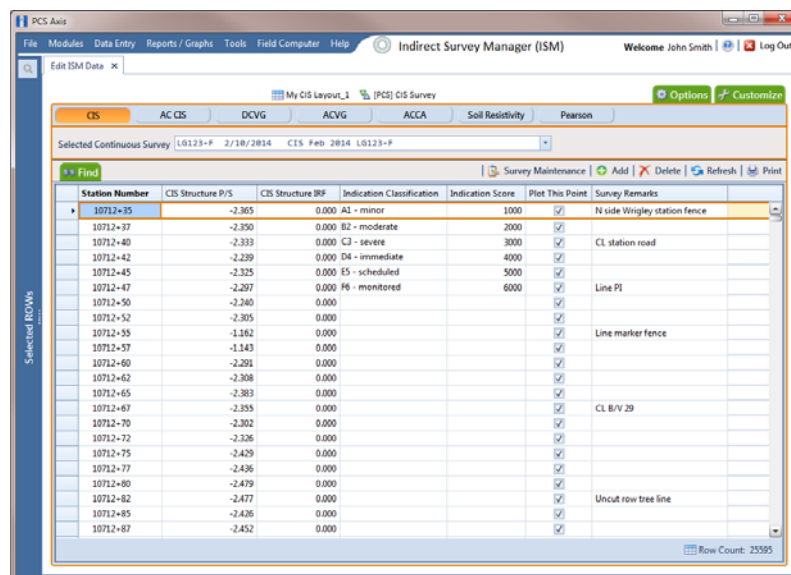 PCS Axis
File Modules Data Entry Reports / Graphs Tools Field Computer Help Indirect Survey Manager (ISM) Welcome John Smith Log Out
Edit ISM Data
My CIS Layout_1 [PCS] CIS Survey Options Customize
CIS AC CIS DCVG ACVG ACCA Soil Resistivity Pearson
Selected Continuous Survey LG123-F 2/10/2014 CIS Feb 2014 LG123-F
Find Survey Maintenance Add Delete Refresh Print
Station Number CIS Structure P/S CIS Structure IRF Indication Classification Indication Score Plot This Point Survey Remarks
10712+35 -2.365 0.000 A1 - minor 1000 N side Wrigley station fence
10712+37 -2.350 0.000 B2 - moderate 2000
10712+40 -2.333 0.000 C3 - severe 3000 CL station road
10712+42 -2.239 0.000 D4 - immediate 4000
10712+45 -2.325 0.000 E5 - scheduled 5000
10712+47 -2.297 0.000 F6 - monitored 6000 Line PI
10712+50 -2.240 0.000
10712+52 -2.305 0.000
10712+55 -1.162 0.000 Line marker fence
10712+57 -1.143 0.000
10712+60 -2.291 0.000
10712+62 -2.308 0.000
10712+65 -2.383 0.000
10712+67 -2.355 0.000 CL B/V 29
10712+70 -2.302 0.000
10712+72 -2.326 0.000
10712+75 -2.429 0.000
10712+77 -2.436 0.000
10712+80 -2.479 0.000
10712+82 -2.477 0.000 Uncut row tree line
10712+85 -2.426 0.000
10712+87 -2.452 0.000
Row Count: 25595
Selected ROWs